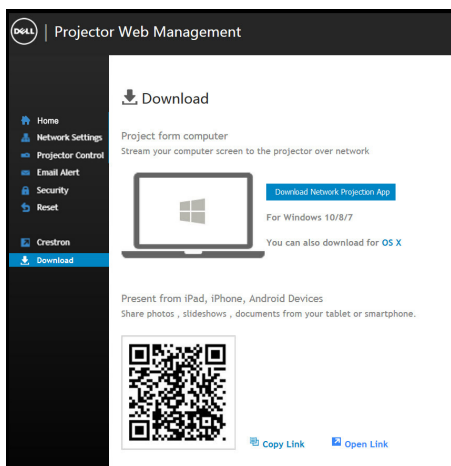 DELL | Projector Web Management
Home
Network Settings
Projector Control
Email Alert
Security
Reset
Crestron
Download
Download
Project form computer
Stream your computer screen to the projector over network
Download Network Projection App
For Windows 10/8/7
You can also download for OS X
Present from iPad, iPhone, Android Devices
Share photos , slideshows , documents from your tablet or smartphone.
Copy Link
Open Link